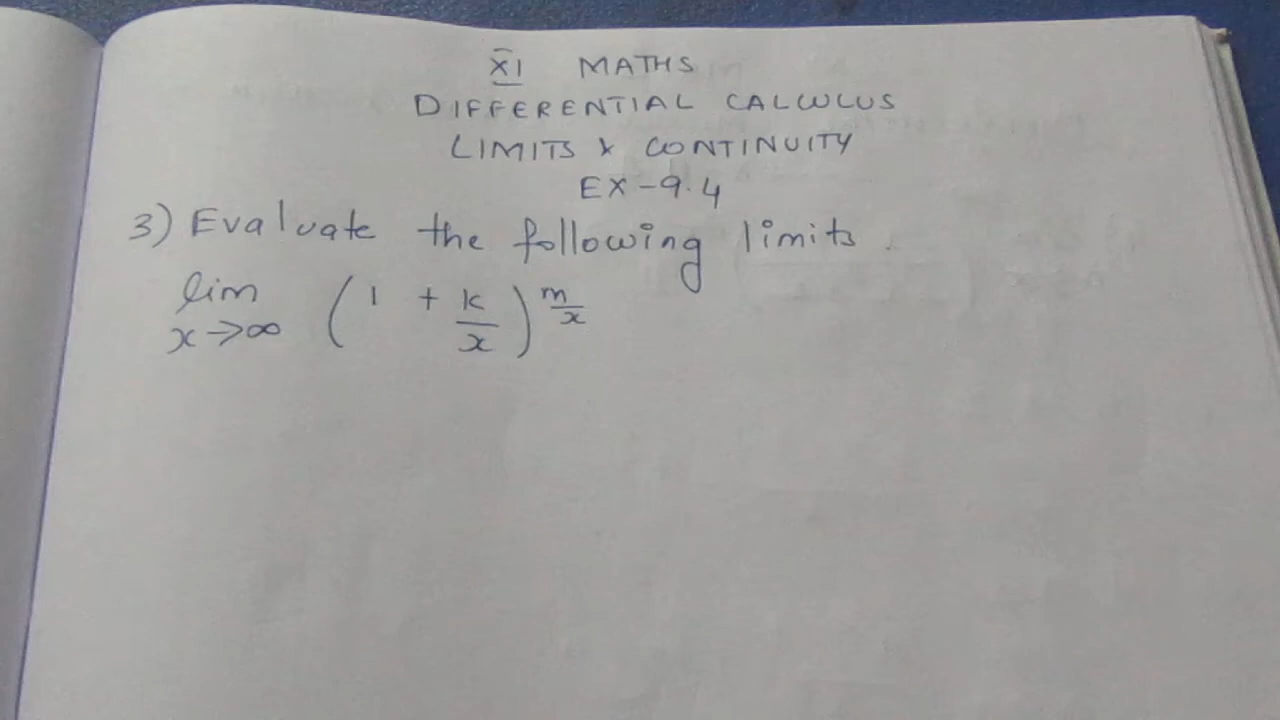 XI MATHS
DIFFERENTIAL CALCULUS
LIMITS & CONTINUITY
EX-9.4
3) Evaluate the following limits.
lim x→∞ (1 + k/x)^(m/x)